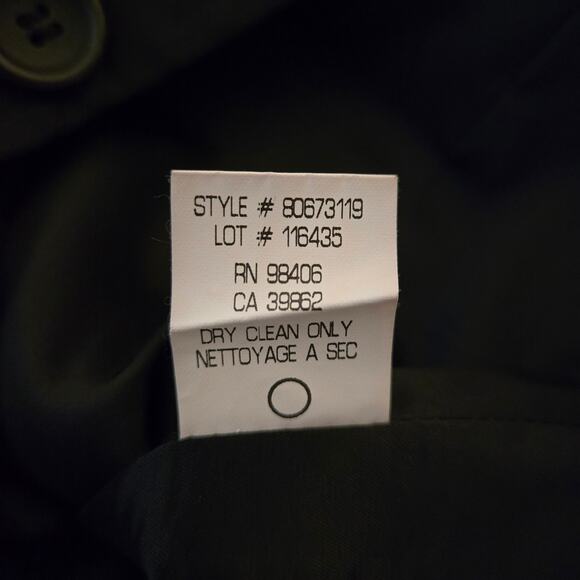 STYLE # 80673119
LOT # 116435
RN 98406
CA 39862
DRY CLEAN ONLY
NETTOYAGE A SEC